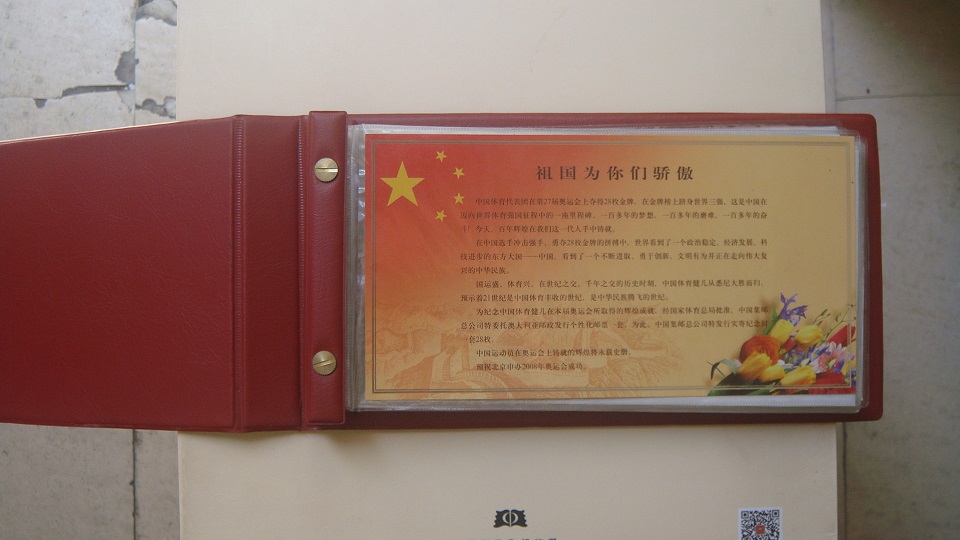 祖国为你们骄傲
中国体育代表团在第27届奥运会上夺得28枚金牌，在金牌榜上跻身世界三强。这是中国在
迈向世界体育强国征程中的一座里程碑。一百多年的梦想，一百多年的磨难，一百多年的奋
斗！今天，百年辉煌在我们这一代人手中铸就。
在中国选手冲击强手、勇夺28枚金牌的拼搏中，世界看到了一个政治稳定、经济发展、科
技进步的东方大国——中国，看到了一个不断进取、勇于创新、文明有为并正在走向伟大复
兴的中华民族。
国运盛，体育兴。在世纪之交，千年之交的历史时刻，中国体育健儿从悉尼大胜而归，
预示着21世纪是中国体育丰收的世纪，是中华民族腾飞的世纪。
为纪念中国体育健儿在本届奥运会所取得的辉煌成就，经国家体育总局批准，中国集邮
总公司特委托澳大利亚邮政发行个性化邮票一套。为此，中国集邮总公司特发行实寄纪念封
一套28枚。
中国运动员在奥运会上铸就的辉煌将永载史册。
预祝北京申办2008年奥运会成功。